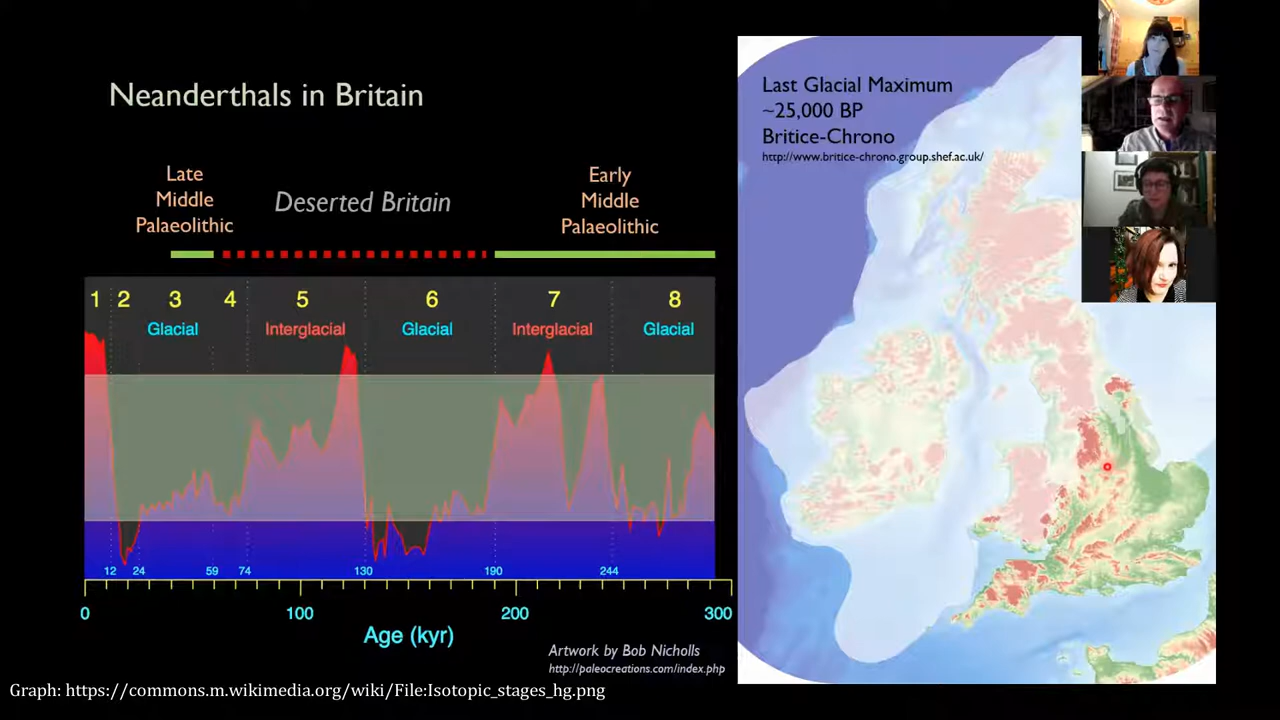 Neanderthals in Britain
Late
Middle
Palaeolithic
Deserted Britain
Early
Middle
Palaeolithic
1 2 3 4 5 6 7 8
Glacial Interglacial Glacial Interglacial Glacial
12 24 59 74 130 190 244
0 100 200 300
Age (kyr)
Artwork by Bob Nicholls
http://paleocreations.com/index.php
Graph: https://commons.m.wikimedia.org/wiki/File:Isotopic_stages_hg.png
Last Glacial Maximum
~25,000 BP
Britice-Chrono
http://www.britice-chrono.group.shef.ac.uk/